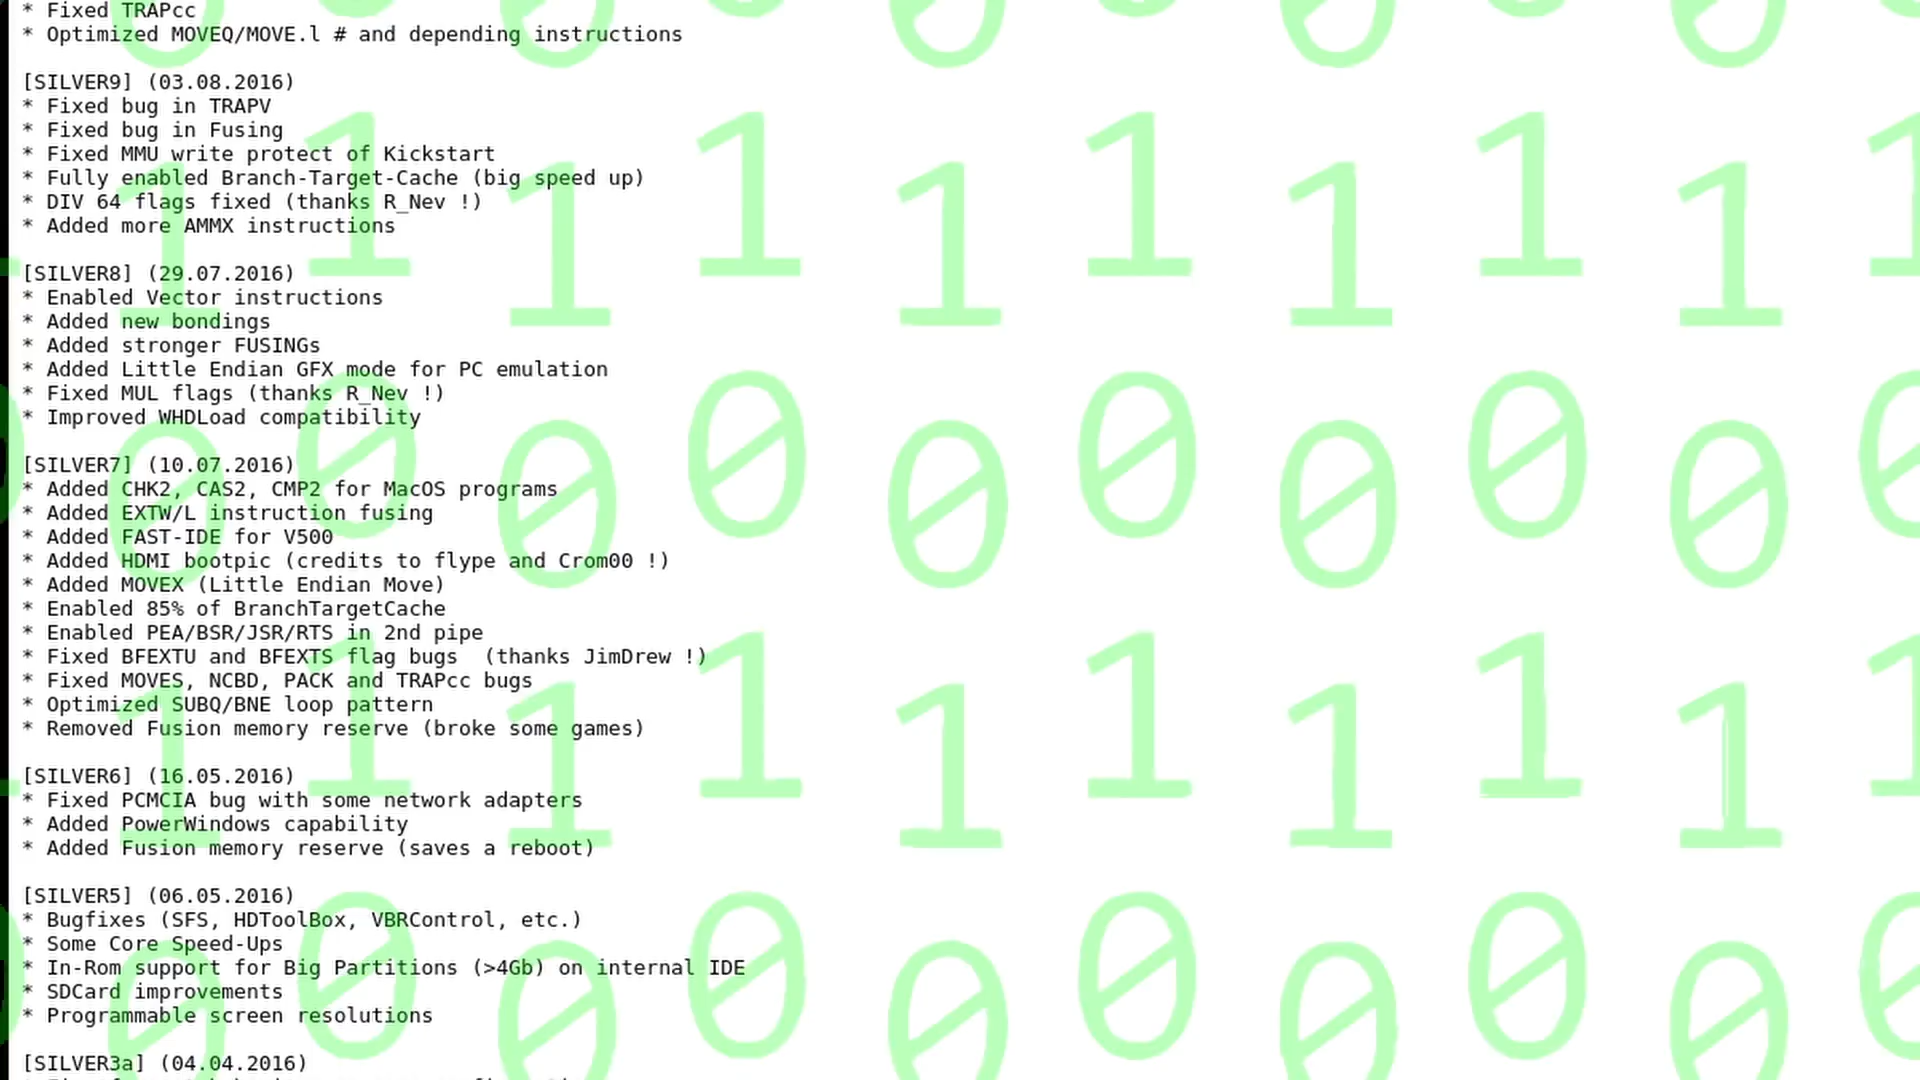 * Fixed TRAPcc
* Optimized MOVEQ/MOVE.l # and depending instructions
[SILVER9] (03.08.2016)
* Fixed bug in TRAPV
* Fixed bug in Fusing
* Fixed MMU write protect of Kickstart
* Fully enabled Branch-Target-Cache (big speed up)
* DIV 64 flags fixed (thanks R_Nev !)
* Added more AMMX instructions
[SILVER8] (29.07.2016)
* Enabled Vector instructions
* Added new bondings
* Added stronger FUSINGs
* Added Little Endian GFX mode for PC emulation
* Fixed MUL flags (thanks R_Nev !)
* Improved WHDLoad compatibility
[SILVER7] (10.07.2016)
* Added CHK2, CAS2, CMP2 for MacOS programs
* Added EXTW/L instruction fusing
* Added FAST-IDE for V500
* Added HDMI bootpic (credits to flype and Crom00 !)
* Added MOVEX (Little Endian Move)
* Enabled 85% of BranchTargetCache
* Enabled PEA/BSR/JSR/RTS in 2nd pipe
* Fixed BFEXTU and BFEXTS flag bugs  (thanks JimDrew !)
* Fixed MOVES, NCBD, PACK and TRAPcc bugs
* Optimized SUBQ/BNE loop pattern
* Removed Fusion memory reserve (broke some games)
[SILVER6] (16.05.2016)
* Fixed PCMCIA bug with some network adapters
* Added PowerWindows capability
* Added Fusion memory reserve (saves a reboot)
[SILVER5] (06.05.2016)
* Bugfixes (SFS, HDToolBox, VBRControl, etc.)
* Some Core Speed-Ups
* In-Rom support for Big Partitions (>4Gb) on internal IDE
* SDCard improvements
* Programmable screen resolutions
[SILVER3a] (04.04.2016)